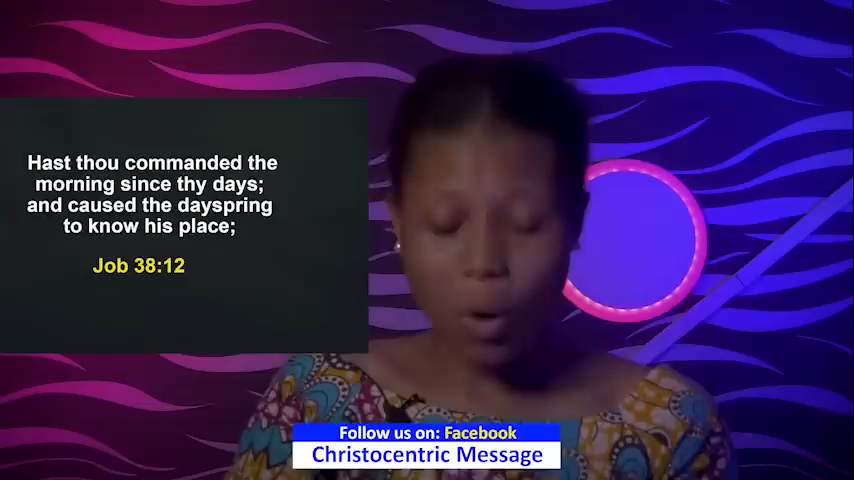 Hast thou commanded the
morning since thy days;
and caused the dayspring
to know his place;
Job 38:12
Follow us on: Facebook
Christocentric Message